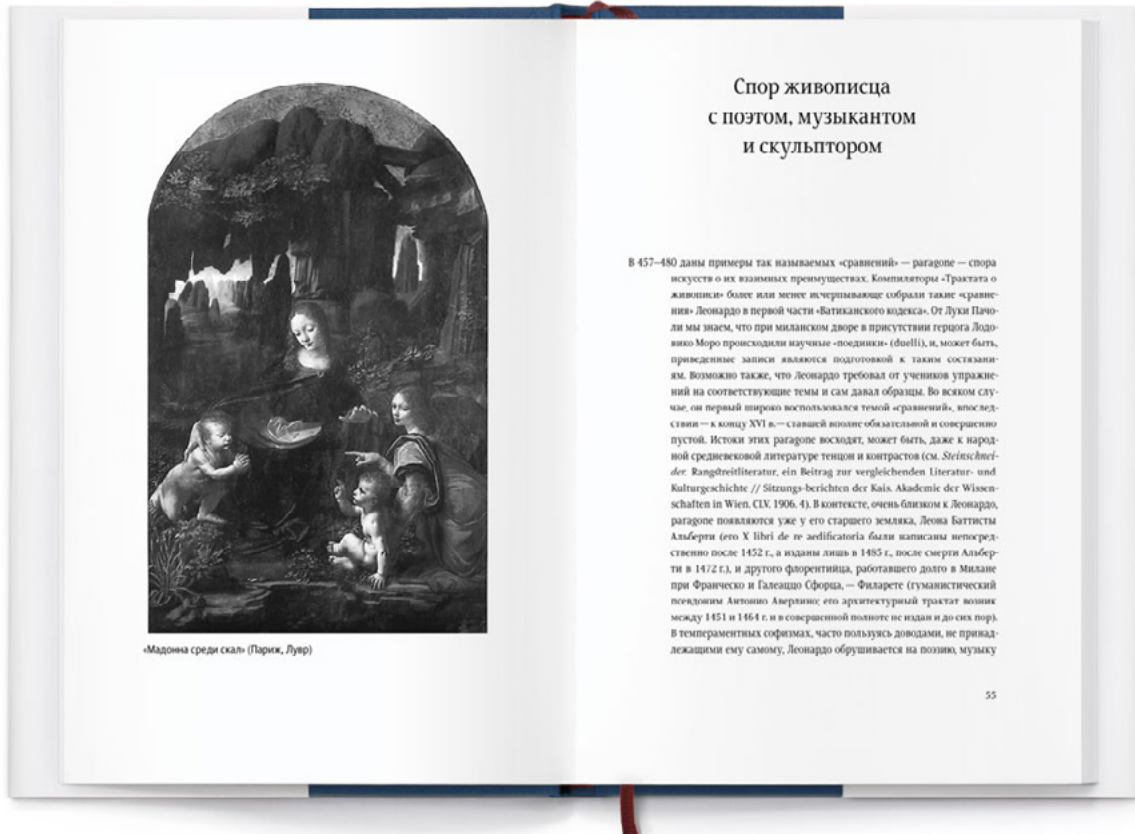 «Мадонна среди скал» (Париж, Лувр)
Спор живописца
с поэтом, музыкантом
и скульптором
В 457–480 даны примеры так называемых «сравнений» — paragone — спора
искусств о их взаимных преимуществах. Компиляторы «Трактата о
живописи» более или менее исчерпывающе собрали такие «сравне-
ния» Леонардо в первой части «Ватиканского кодекса». От Луки Пачо-
ли мы знаем, что при миланском дворе в присутствии герцога Лодо-
вико Моро происходили научные «поединки» (duelli), и, может быть,
приведенные записи являются подготовкой к таким состязани-
ям. Возможно также, что Леонардо требовал от учеников упражне-
ний на соответствующие темы и сам давал образцы. Во всяком слу-
чае, он первый широко воспользовался темой «сравнений», впослед-
ствии — к концу XVI в. — ставшей вполне обязательной и совершенно
пустой. Истоки этих paragone восходят, может быть, даже к народ-
ной средневековой литературе тенцон и контрастов (см. Steinschnei-
der. Rangstreitliteratur, ein Beitrag zur vergleichenden Literatur- und
Kulturgeschichte // Sitzungs-berichten der Kais. Akademie der Wissen-
schaften in Wien. CLV. 1906. 4). В контексте, очень близком к Леонардо,
paragone появляются уже у его старшего земляка, Леона Баттисты
Альберти (его X libri de re aedificatoria были написаны непосред-
ственно после 1452 г., а изданы лишь в 1485 г., после смерти Альбер-
ти в 1472 г.), и другого флорентийца, работавшего долго в Милане
при Франческо и Галеаццо Сфорца, — Филарете (гуманистический
псевдоним Антонио Аверлино; его архитектурный трактат возник
между 1451 и 1464 г. и в совершенной полноте не издан и до сих пор).
В темпераментных софизмах, часто пользуясь доводами, не принад-
лежащими ему самому, Леонардо обрушивается на поэзию, музыку
55